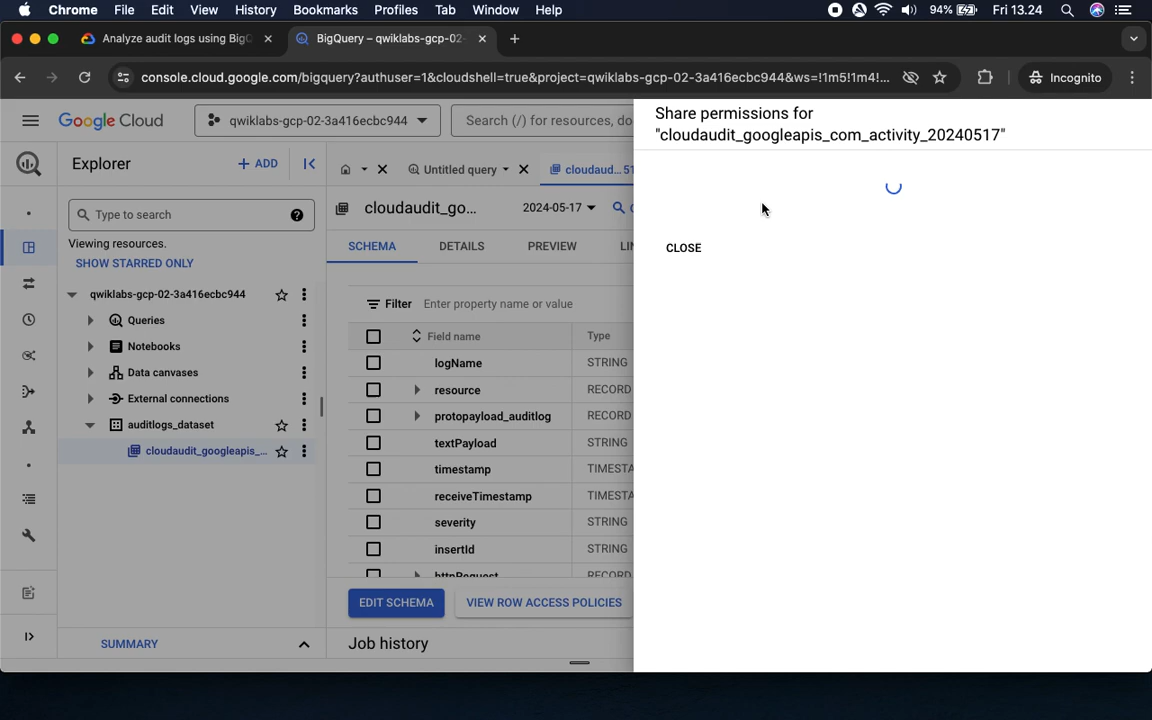 Chrome File Edit View History Bookmarks Profiles Tab Window Help 94% Fri 13.24
Analyze audit logs using BigQ
BigQuery – qwiklabs-gcp-02-
console.cloud.google.com/bigquery?authuser=1&cloudshell=true&project=qwiklabs-gcp-02-3a416ecbc944&ws=!1m5!1m4!... Incognito
Google Cloud qwiklabs-gcp-02-3a416ecbc944 Search (/) for resources, do
Share permissions for
"cloudaudit_googleapis_com_activity_20240517"
CLOSE
Explorer + ADD
Type to search
Viewing resources.
SHOW STARRED ONLY
qwiklabs-gcp-02-3a416ecbc944
Queries
Notebooks
Data canvases
External connections
auditlogs_dataset
cloudaudit_googleapis_...
SUMMARY
Untitled query cloudaud...51
cloudaudit_go... 2024-05-17
SCHEMA DETAILS PREVIEW LIN
Filter Enter property name or value
Field name Type
logName STRING
resource RECORD
protopayload_auditlog RECORD
textPayload STRING
timestamp TIMESTA
receiveTimestamp TIMESTA
severity STRING
insertId STRING
httpRequest RECORD
EDIT SCHEMA VIEW ROW ACCESS POLICIES
Job history